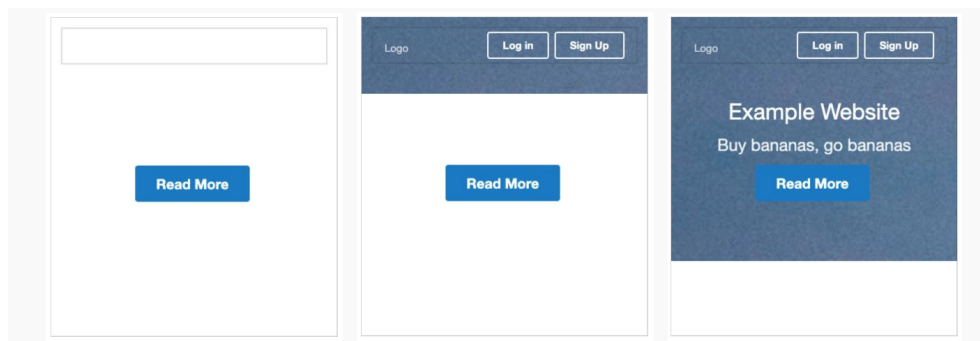 Read More
Logo
Log in
Sign Up
Read More
Logo
Log in
Sign Up
Example Website
Buy bananas, go bananas
Read More